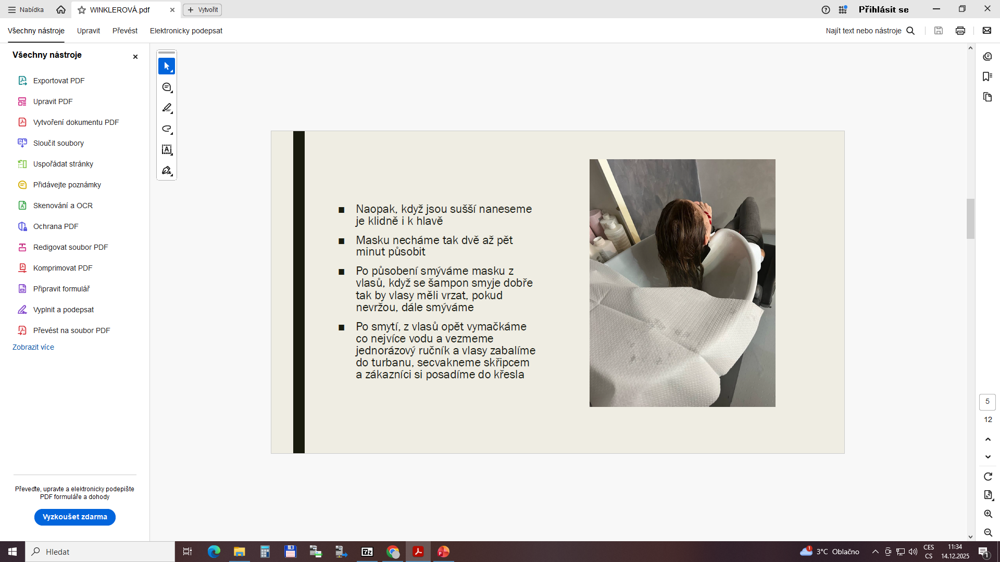 Nabídka
WINKLEROVÁ.pdf
Vytvořit
Přihlásit se
Všechny nástroje
Upravit
Převést
Elektronicky podepsat
Najít text nebo nástroje
Všechny nástroje
Exportovat PDF
Upravit PDF
Vytvoření dokumentu PDF
Sloučit soubory
Uspořádat stránky
Přidávejte poznámky
Skenování a OCR
Ochrana PDF
Redigovat soubor PDF
Komprimovat PDF
Připravit formulář
Vyplnit a podepsat
Převést na soubor PDF
Zobrazit více
Převeďte, upravte a elektronicky podepište
PDF formuláře a dohody
Vyzkoušet zdarma
■ Naopak, když jsou sušší naneseme
je klidně i k hlavě
■ Masku necháme tak dvě až pět
minut působit
■ Po působení smýváme masku z
vlasů, když se šampon smyje dobře
tak by vlasy měli vrzat, pokud
nevržou, dále smýváme
■ Po smytí, z vlasů opět vymačkáme
co nejvíce vodu a vezmeme
jednorázový ručník a vlasy zabalíme
do turbanu, secvakneme skřipcem
a zákazníci si posadíme do křesla
5
12
Hledat
7z
1
3°C Oblačno
CES
CS
11:34
14.12.2025
1